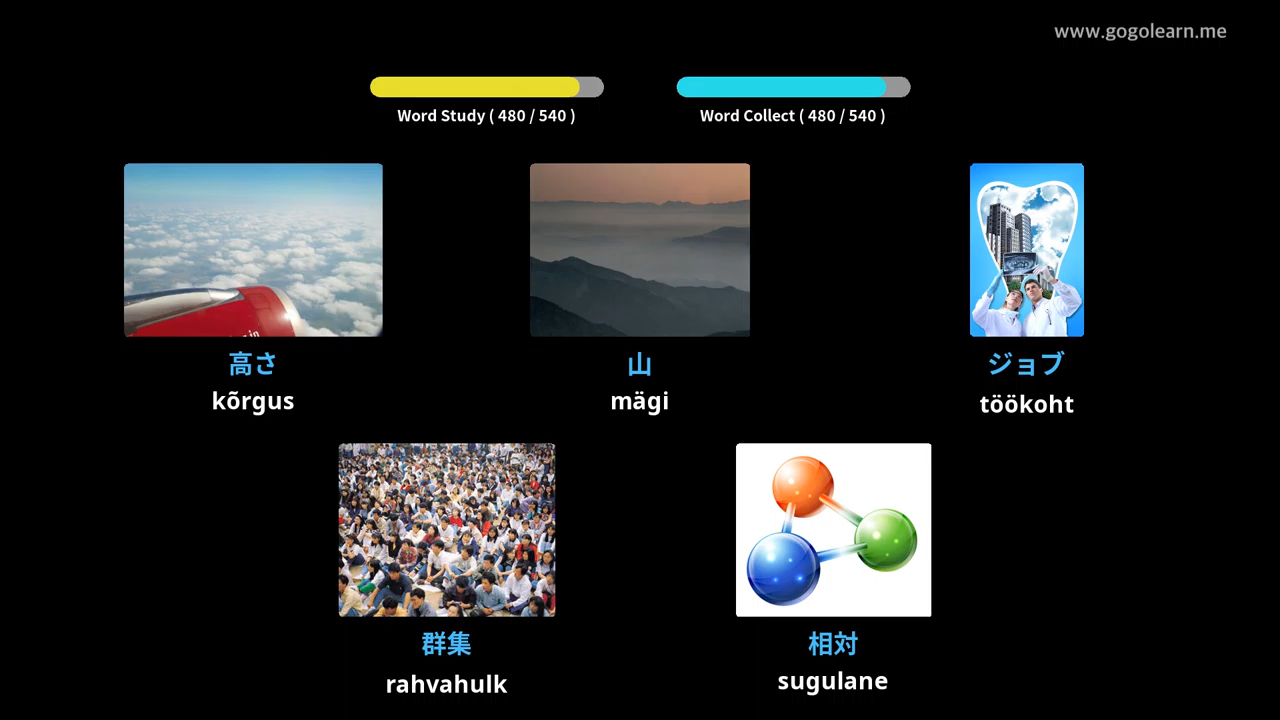 www.gogolearn.me
Word Study ( 480 / 540 )
Word Collect ( 480 / 540 )
高さ
kõrgus
山
mägi
ジョブ
töökoht
群集
rahvahulk
相対
sugulane